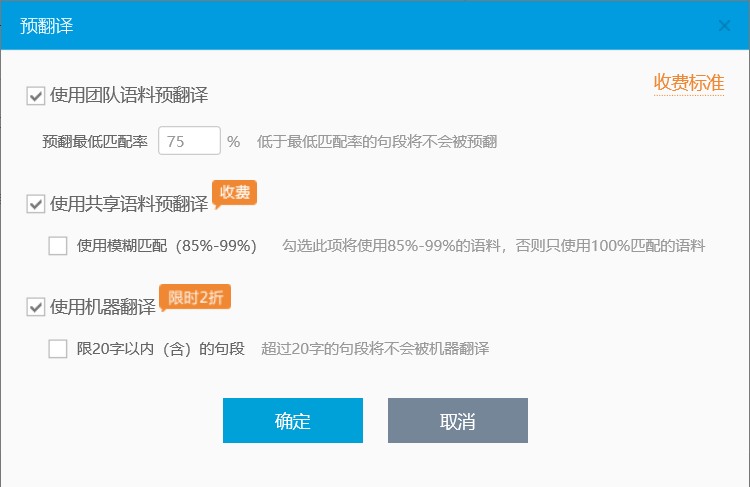 预翻译
收费标准
使用团队语料预翻译
预翻最低匹配率 75 % 低于最低匹配率的句段将不会被预翻
使用共享语料预翻译 收费
使用模糊匹配（85%-99%） 勾选此项将使用85%-99%的语料，否则只使用100%匹配的语料
使用机器翻译 限时2折
限20字以内（含）的句段 超过20字的句段将不会被机器翻译
确定 取消